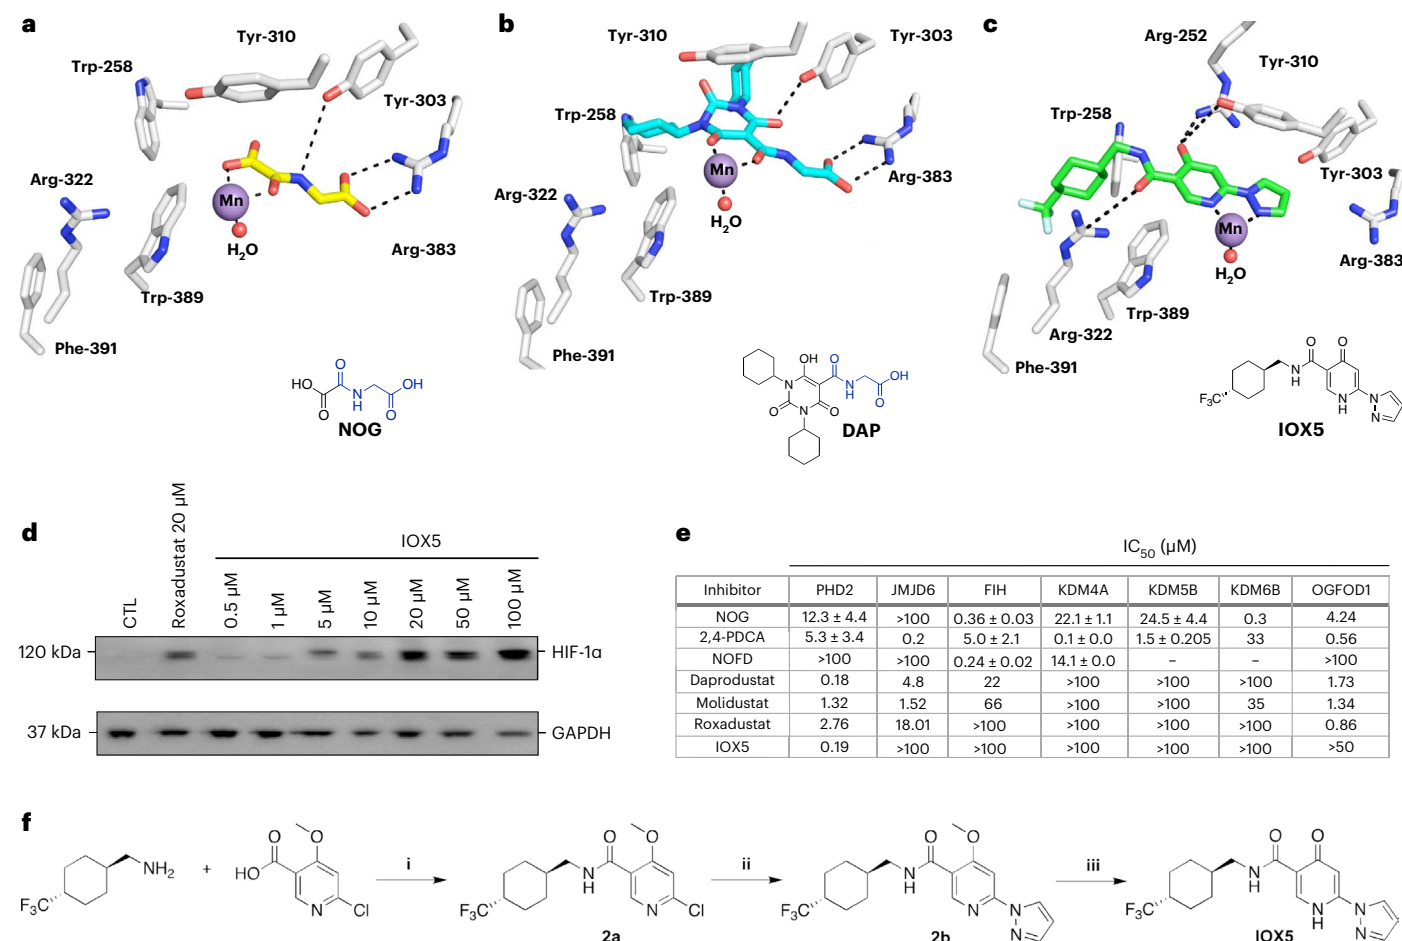 a
Tyr-310
Trp-258
Tyr-303
Arg-322
Mn
H2O
Arg-383
Trp-389
Phe-391
HO
O
O
N
H
OH
O
NOG
b
Tyr-310
Tyr-303
Trp-258
Mn
Arg-383
Arg-322
H2O
Trp-389
Phe-391
OH
O
N
N
H
OH
O
O
N
O
DAP
c
Arg-252
Tyr-310
Trp-258
Tyr-303
Mn
H2O
Arg-383
Trp-389
Arg-322
Phe-391
O
O
N
H
F3C
N
H
N
N
IOX5
d
IOX5
CTL
Roxadustat 20 µM
0.5 µM
1 µM
5 µM
10 µM
20 µM
50 µM
100 µM
120 kDa
HIF-1α
37 kDa
GAPDH
e
IC50 (µM)
Inhibitor PHD2 JMJD6 FIH KDM4A KDM5B KDM6B OGFOD1
NOG 12.3 ± 4.4 >100 0.36 ± 0.03 22.1 ± 1.1 24.5 ± 4.4 0.3 4.24
2,4-PDCA 5.3 ± 3.4 0.2 5.0 ± 2.1 0.1 ± 0.0 1.5 ± 0.205 33 0.56
NOFD >100 >100 0.24 ± 0.02 14.1 ± 0.0 – – >100
Daprodustat 0.18 4.8 22 >100 >100 >100 1.73
Molidustat 1.32 1.52 66 >100 >100 35 1.34
Roxadustat 2.76 18.01 >100 >100 >100 >100 0.86
IOX5 0.19 >100 >100 >100 >100 >100 >50
f
F3C
NH2
+
O
O
HO
N
Cl
i
O
O
N
H
F3C
N
Cl
2a
ii
O
O
N
H
F3C
N
N
N
2b
iii
O
O
N
H
F3C
N
H
N
N
IOX5